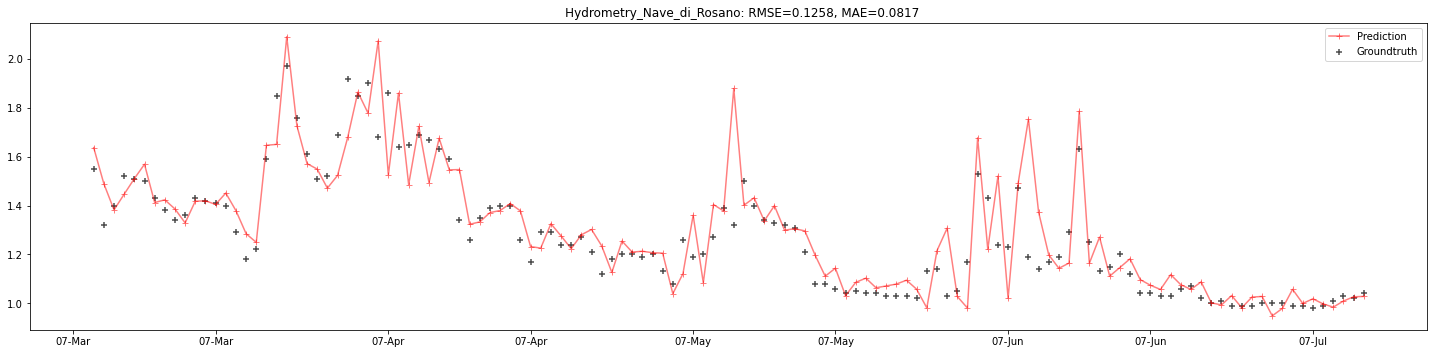 Hydrometry_Nave_di_Rosano: RMSE=0.1258, MAE=0.0817
Prediction
Groundtruth
2.0
1.8
1.6
1.4
1.2
1.0
07-Mar 07-Mar 07-Apr 07-Apr 07-May 07-May 07-Jun 07-Jun 07-Jul